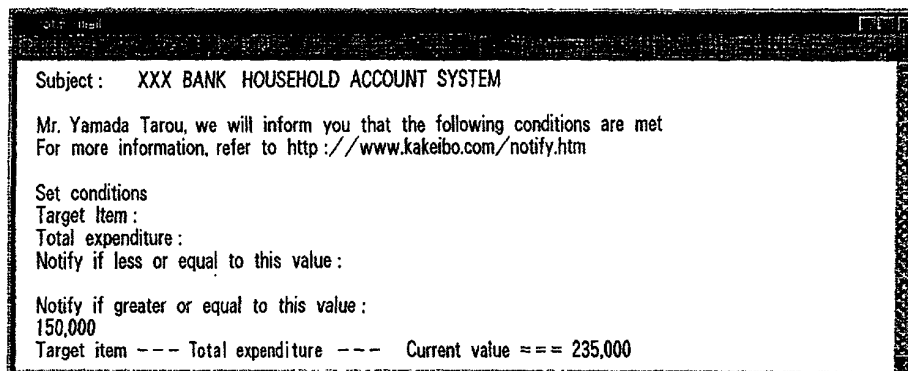 Subject : XXX BANK HOUSEHOLD ACCOUNT SYSTEM
Mr. Yamada Tarou, we will inform you that the following conditions are met
For more information, refer to http ://www.kakeibo.com/notify.htm
Set conditions
Target Item :
Total expenditure :
Notify if less or equal to this value :
Notify if greater or equal to this value :
150,000
Target item --- Total expenditure --- Current value === 235,000